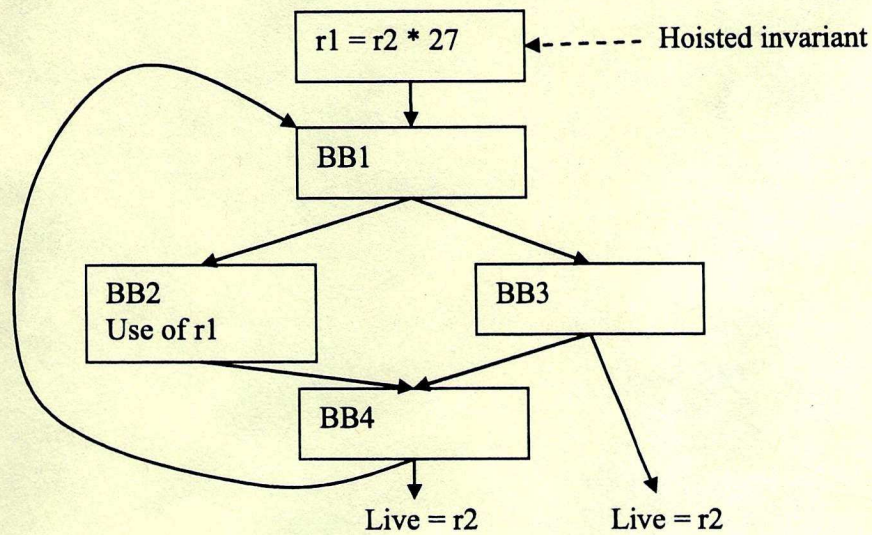 r1 = r2 * 27
Hoisted invariant
BB1
BB2
Use of r1
BB3
BB4
Live = r2
Live = r2